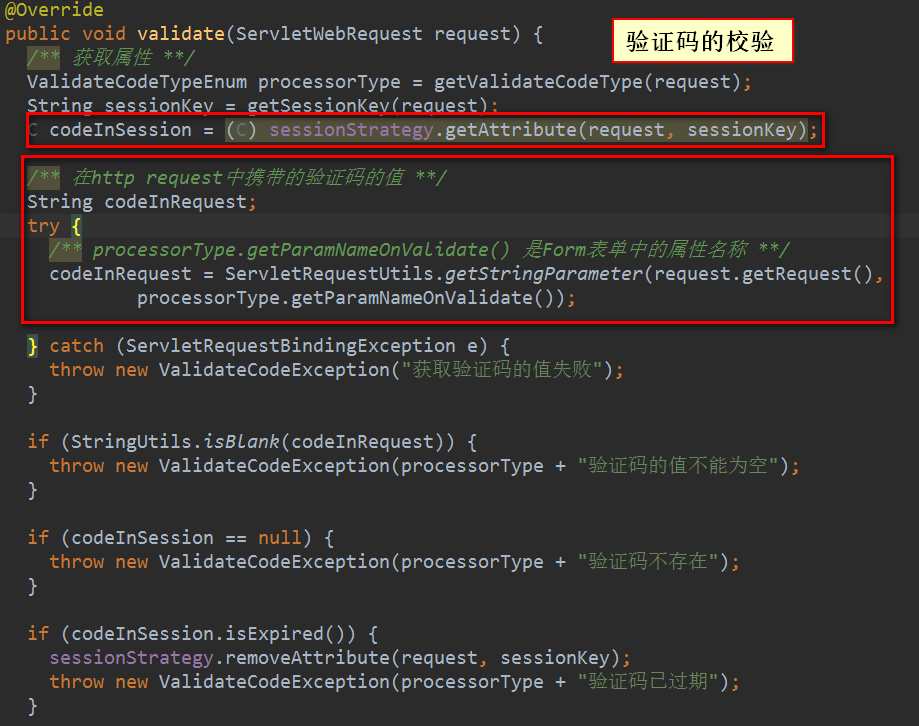 @Override
public void validate(ServletWebRequest request) {
验证码的校验
/** 获取属性 **/
ValidateCodeTypeEnum processorType = getValidateCodeType(request);
String sessionKey = getSessionKey(request);
C codeInSession = (C) sessionStrategy.getAttribute(request, sessionKey);
/** 在http request中携带的验证码的值 **/
String codeInRequest;
try {
/** processorType.getParamNameOnValidate() 是Form表单中的属性名称 **/
codeInRequest = ServletRequestUtils.getStringParameter(request.getRequest(),
processorType.getParamNameOnValidate());
} catch (ServletRequestBindingException e) {
throw new ValidateCodeException("获取验证码的值失败");
}
if (StringUtils.isBlank(codeInRequest)) {
throw new ValidateCodeException(processorType + "验证码的值不能为空");
}
if (codeInSession == null) {
throw new ValidateCodeException(processorType + "验证码不存在");
}
if (codeInSession.isExpired()) {
sessionStrategy.removeAttribute(request, sessionKey);
throw new ValidateCodeException(processorType + "验证码已过期");
}